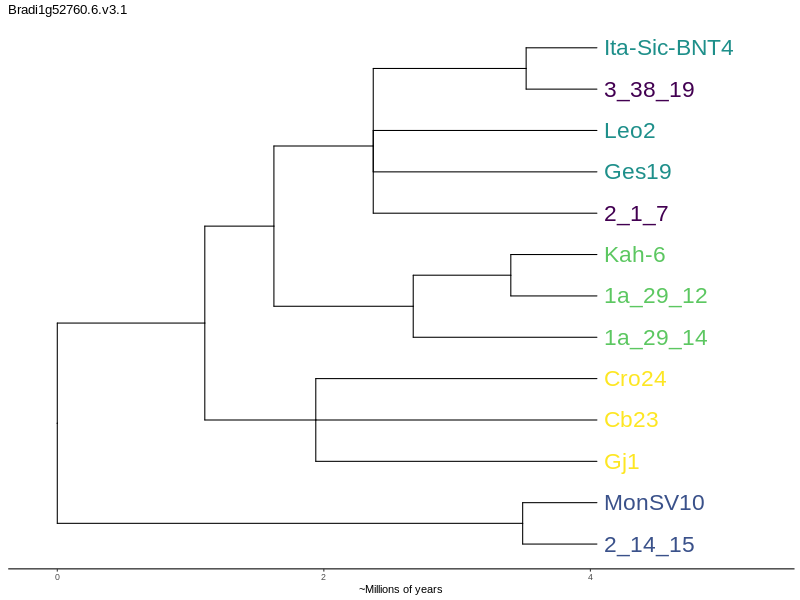 Bradi1g52760.6.v3.1
Ita-Sic-BNT4
3_38_19
Leo2
Ges19
2_1_7
Kah-6
1a_29_12
1a_29_14
Cro24
Cb23
Gj1
MonSV10
2_14_15
0 2 4
~Millions of years